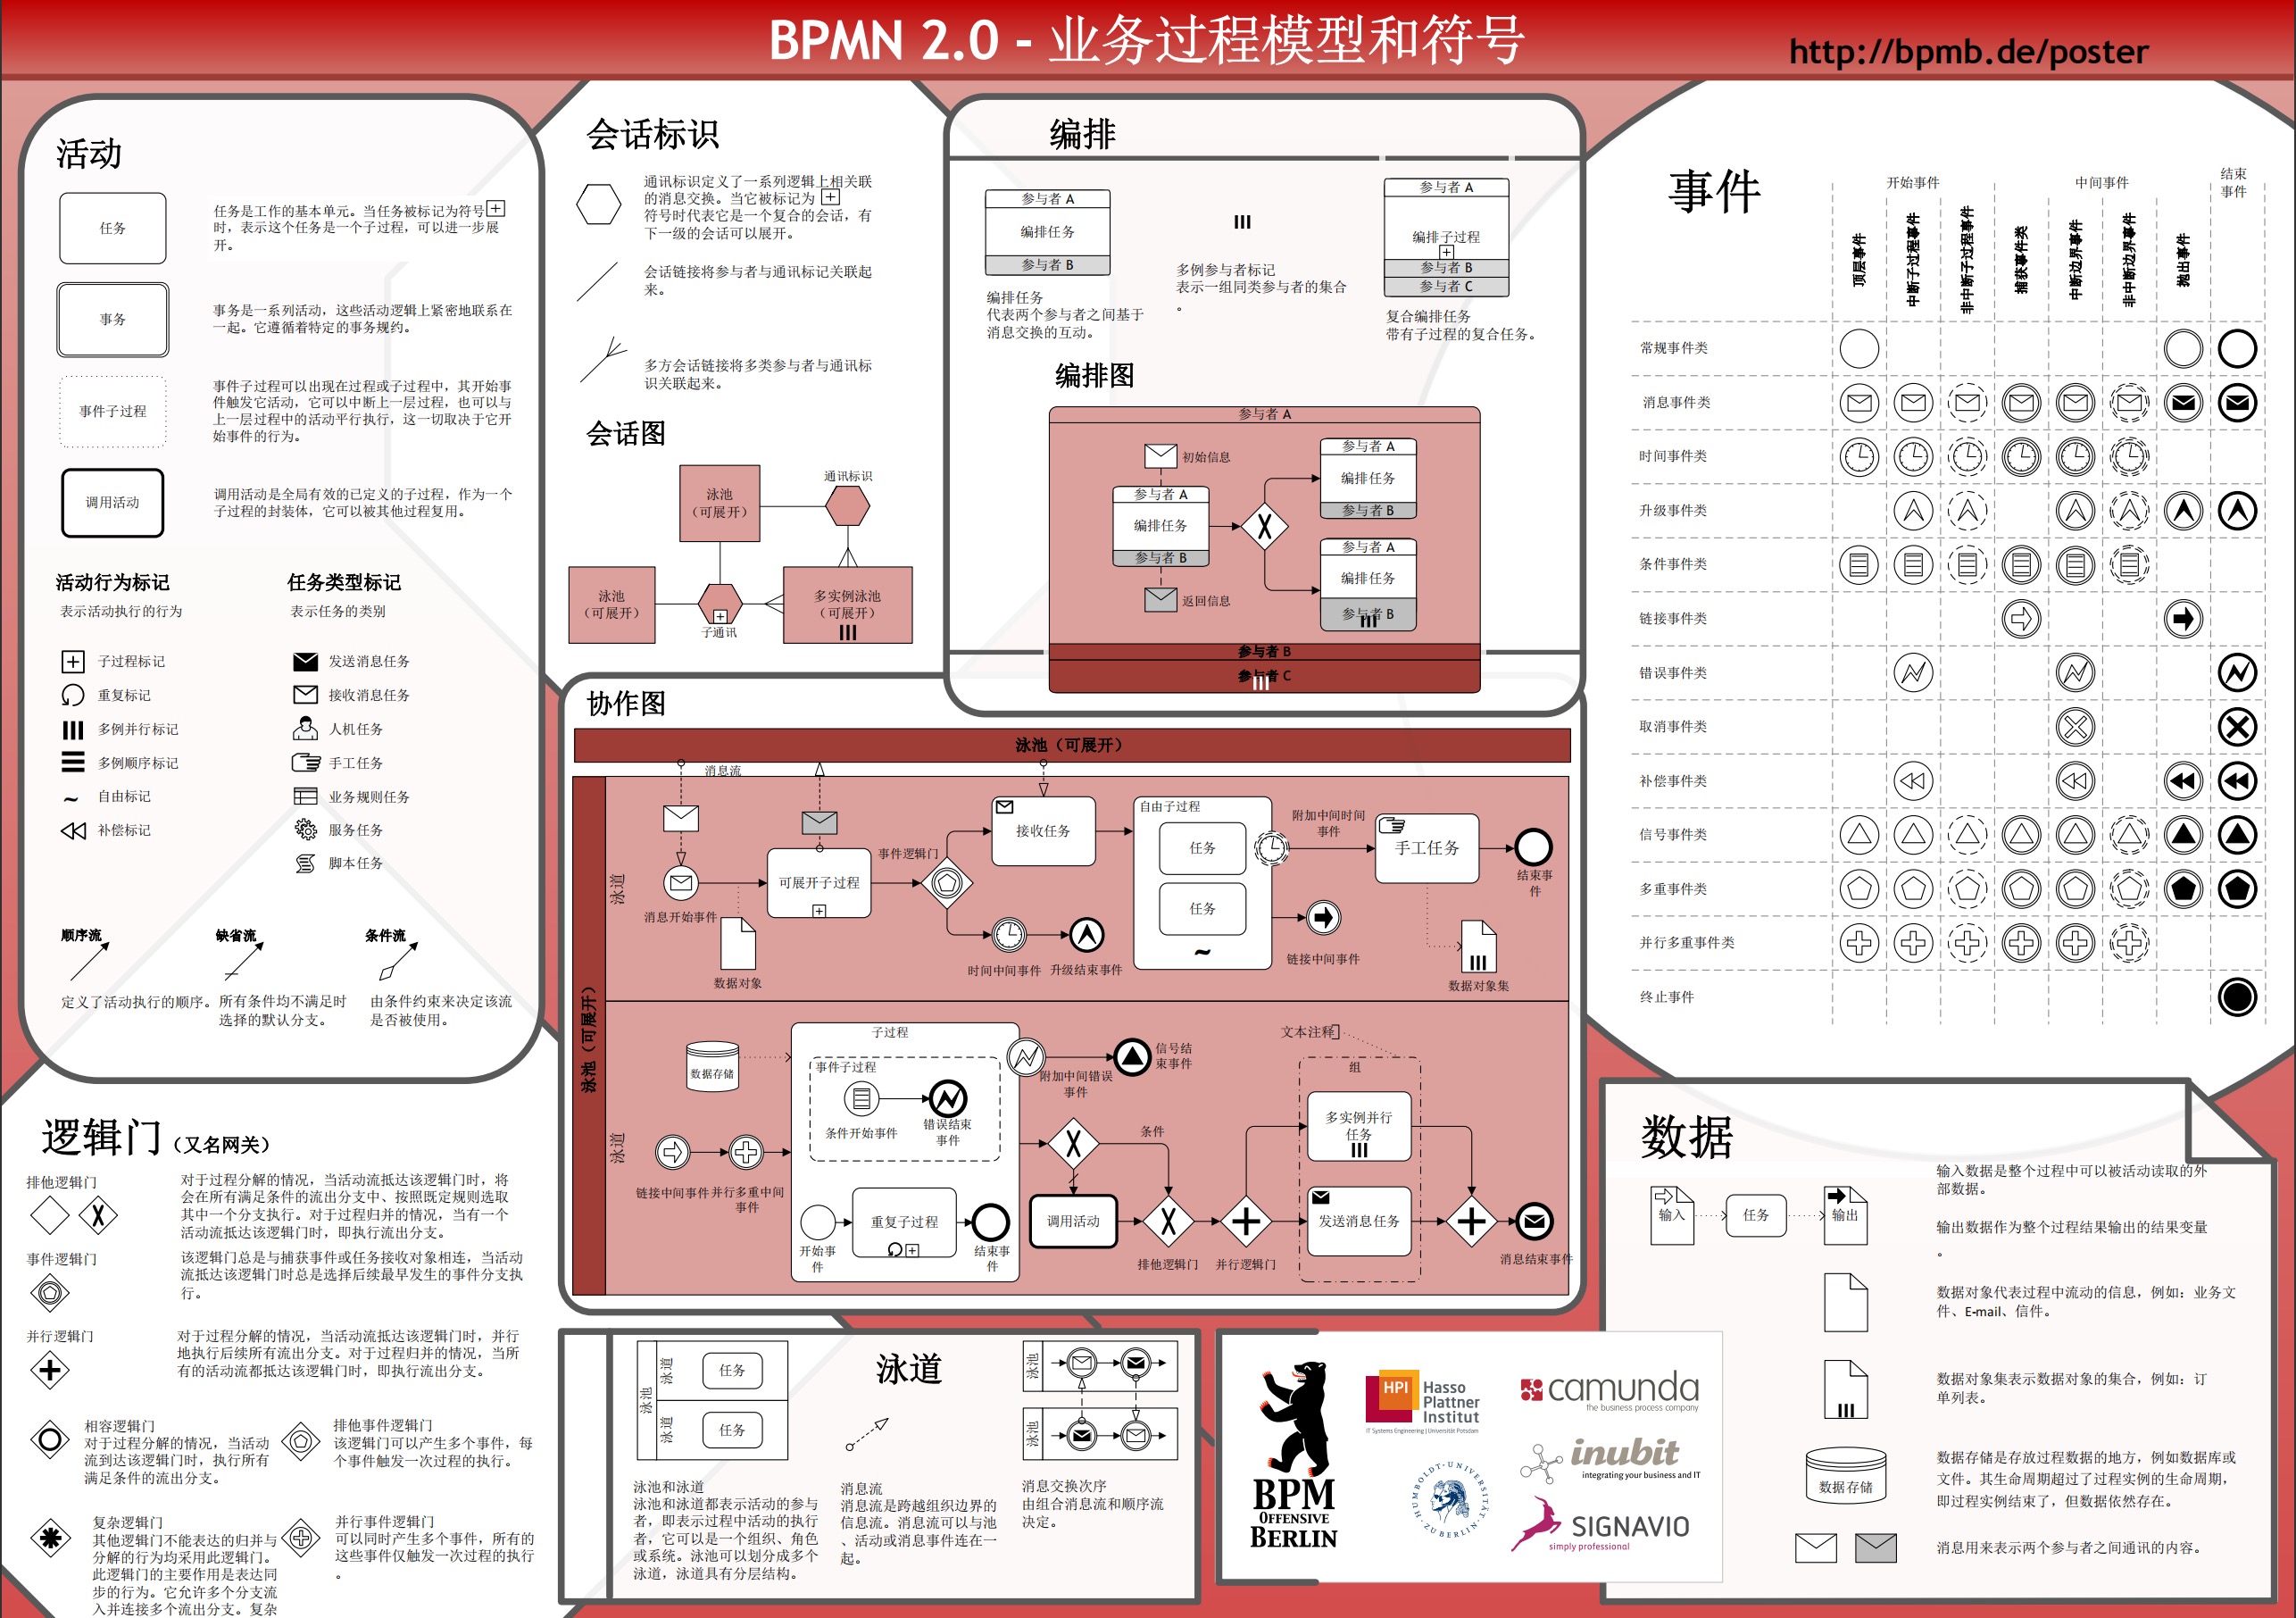 BPMN 2.0 - 业务过程模型和符号
http://bpmb.de/poster
活动
任务
任务是工作的基本单元。当任务被标记为符号
时，表示这个任务是一个子过程，可以进一步展
开。
事务
事务是一系列活动，这些活动逻辑上紧密地联系在
一起。它遵循着特定的事务规约。
事件子过程
事件子过程可以出现在过程或子过程中，其开始事
件触发它活动，它可以中断上一层过程，也可以与
上一层过程中的活动平行执行，这一切取决于它开
始事件的行为。
调用活动
调用活动是全局有效的已定义的子过程，作为一个
子过程的封装体，它可以被其他过程复用。
活动行为标记
表示活动执行的行为
子过程标记
重复标记
多例并行标记
多例顺序标记
自由标记
补偿标记
任务类型标记
表示任务的类别
发送消息任务
接收消息任务
人机任务
手工任务
业务规则任务
服务任务
脚本任务
顺序流
定义了活动执行的顺序。
缺省流
所有条件均不满足时
选择的默认分支。
条件流
由条件约束来决定该流
是否被使用。
逻辑门（又名网关）
排他逻辑门
对于过程分解的情况，当活动流抵达该逻辑门时，将
会在所有满足条件的流出分支中、按照既定规则选取
其中一个分支执行。对于过程归并的情况，当有一个
活动流抵达该逻辑门时，即执行流出分支。
事件逻辑门
该逻辑门总是与捕获事件或任务接收对象相连，当活动
流抵达该逻辑门时总是选择后续最早发生的事件分支执
行。
并行逻辑门
对于过程分解的情况，当活动流抵达该逻辑门时，并行
地执行后续所有流出分支。对于过程归并的情况，当所
有的活动流都抵达该逻辑门时，即执行流出分支。
相容逻辑门
对于过程分解的情况，当活动
流到达该逻辑门时，执行所有
满足条件的流出分支。
排他事件逻辑门
该逻辑门可以产生多个事件，每
个事件触发一次过程的执行。
复杂逻辑门
其他逻辑门不能表达的归并与
分解的行为均采用此逻辑门。
此逻辑门的主要作用是表达同
步的行为。它允许多个分支流
入并连接多个流出分支。复杂
并行事件逻辑门
可以同时产生多个事件，所有的
这些事件仅触发一次过程的执行
。
会话标识
通讯标识定义了一系列逻辑上相关联
的消息交换。当它被标记为
符号时代表它是一个复合的会话，有
下一级的会话可以展开。
会话链接将参与者与通讯标记关联起
来。
多方会话链接将多类参与者与通讯标
识关联起来。
会话图
泳池
（可展开）
通讯标识
泳池
（可展开）
子通讯
多实例泳池
（可展开）
编排
参与者 A
编排任务
参与者 B
编排任务
代表两个参与者之间基于
消息交换的互动。
多例参与者标记
表示一组同类参与者的集合
。
参与者 A
编排子过程
参与者 B
参与者 C
复合编排任务
带有子过程的复合任务。
编排图
参与者 A
初始信息
参与者 A
编排任务
参与者 B
返回信息
参与者 A
编排任务
参与者 B
参与者 A
编排任务
参与者 B
参与者 B
参与者 C
协作图
泳池（可展开）
消息流
泳池（可展开）
泳道
消息开始事件
可展开子过程
数据对象
事件逻辑门
接收任务
时间中间事件
升级结束事件
自由子过程
任务
任务
附加中间时间
事件
手工任务
结束事
件
链接中间事件
数据对象集
泳道
数据存储
链接中间事件
并行多重中间
事件
子过程
事件子过程
条件开始事件
错误结束
事件
开始事
件
重复子过程
结束事
件
附加中间错误
事件
信号结
束事件
条件
调用活动
排他逻辑门
并行逻辑门
文本注释
组
多实例并行
任务
发送消息任务
消息结束事件
泳道
泳池
泳道
任务
泳道
任务
泳池和泳道
泳池和泳道都表示活动的参与
者，即表示过程中活动的执行
者，它可以是一个组织、角色
或系统。泳池可以划分成多个
泳道，泳道具有分层结构。
消息流
消息流是跨越组织边界的
信息流。消息流可以与池
、活动或消息事件连在一
起。
泳池
泳池
消息交换次序
由组合消息流和顺序流
决定。
BPM
OFFENSIVE
BERLIN
HPI
Hasso
Plattner
Institut
IT Systems Engineering | Universität Potsdam
camunda
the business process company
inubit
integrating your business and IT
HUMBOLDT-UNIVERSITÄT
ZU BERLIN
SIGNAVIO
simply professional
事件
开始事件
中间事件
结束
事件
顶层事件
中断子过程事件
非中断子过程事件
捕获事件类
中断边界事件
非中断边界事件
抛出事件
常规事件类
消息事件类
时间事件类
升级事件类
条件事件类
链接事件类
错误事件类
取消事件类
补偿事件类
信号事件类
多重事件类
并行多重事件类
终止事件
数据
输入
任务
输出
输入数据是整个过程中可以被活动读取的外
部数据。
输出数据作为整个过程结果输出的结果变量
。
数据对象代表过程中流动的信息，例如：业务文
件、E-mail、信件。
数据对象集表示数据对象的集合，例如：订
单列表。
数据存储
数据存储是存放过程数据的地方，例如数据库或
文件。其生命周期超过了过程实例的生命周期，
即过程实例结束了，但数据依然存在。
消息用来表示两个参与者之间通讯的内容。